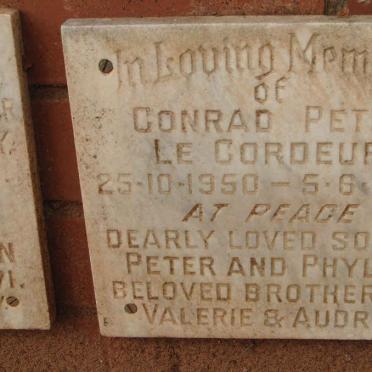 In Loving Mem
of
CONRAD PET
LE CORDEUR
25-10-1950 – 5-6-
AT PEACE
DEARLY LOVED SO
PETER AND PHYL
BELOVED BROTHER
VALERIE & AUDR